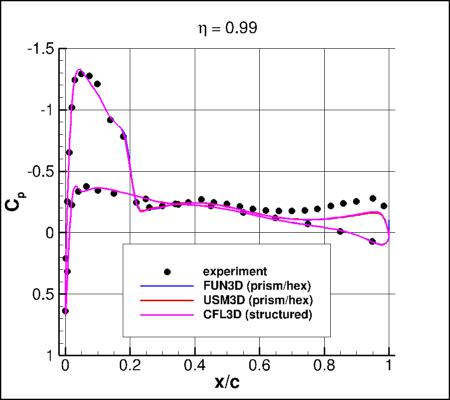 η = 0.99
-1.5
-1
-0.5
0
0.5
1
Cp
experiment
FUN3D (prism/hex)
USM3D (prism/hex)
CFL3D (structured)
0 0.2 0.4 0.6 0.8 1
x/c